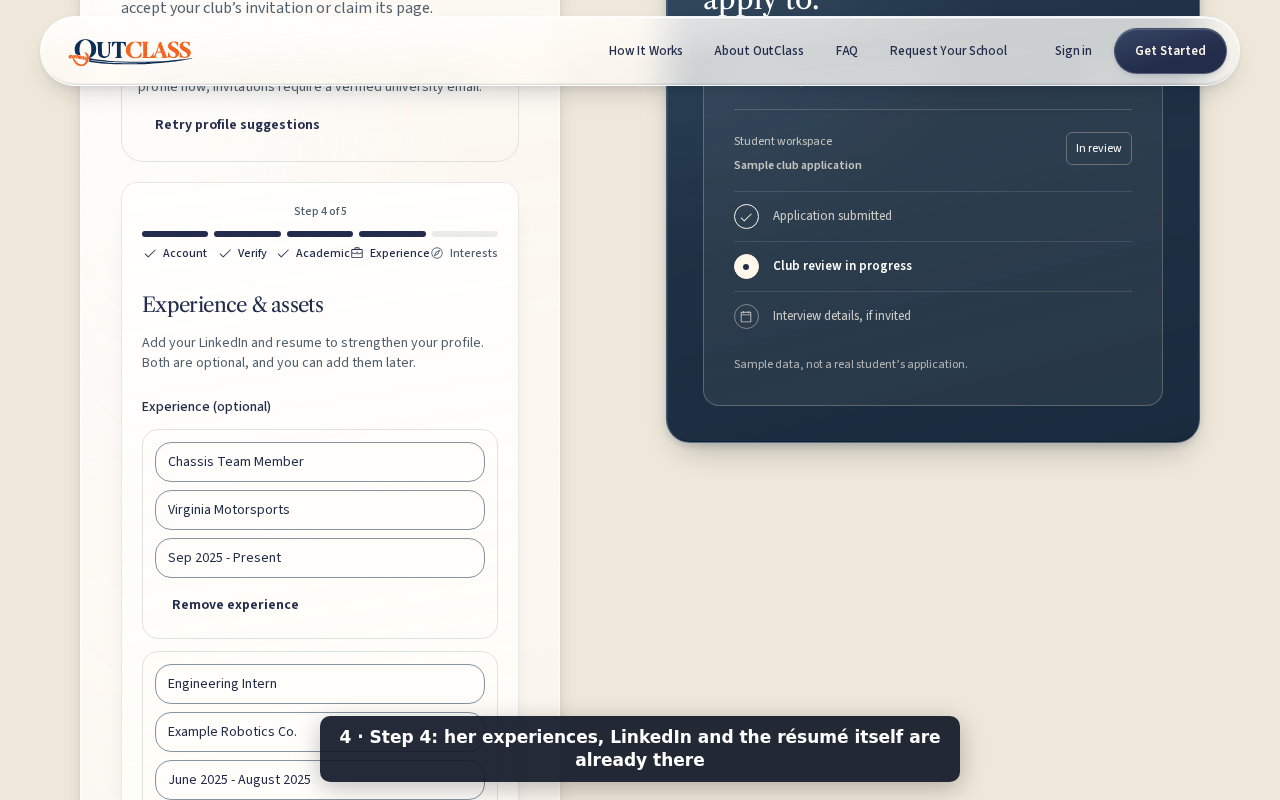 accept your club's invitation or claim its page.
apply to.
OUTCLASS
How It Works
About OutClass
FAQ
Request Your School
Sign in
Get Started
profile now; invitations require a verified university email.
Retry profile suggestions
Step 4 of 5
Account
Verify
Academic
Experience
Interests
Experience & assets
Add your LinkedIn and resume to strengthen your profile.
Both are optional, and you can add them later.
Experience (optional)
Chassis Team Member
Virginia Motorsports
Sep 2025 - Present
Remove experience
Engineering Intern
Example Robotics Co.
June 2025 - August 2025
Student workspace
Sample club application
In review
Application submitted
Club review in progress
Interview details, if invited
Sample data, not a real student's application.
4 · Step 4: her experiences, LinkedIn and the résumé itself are
already there